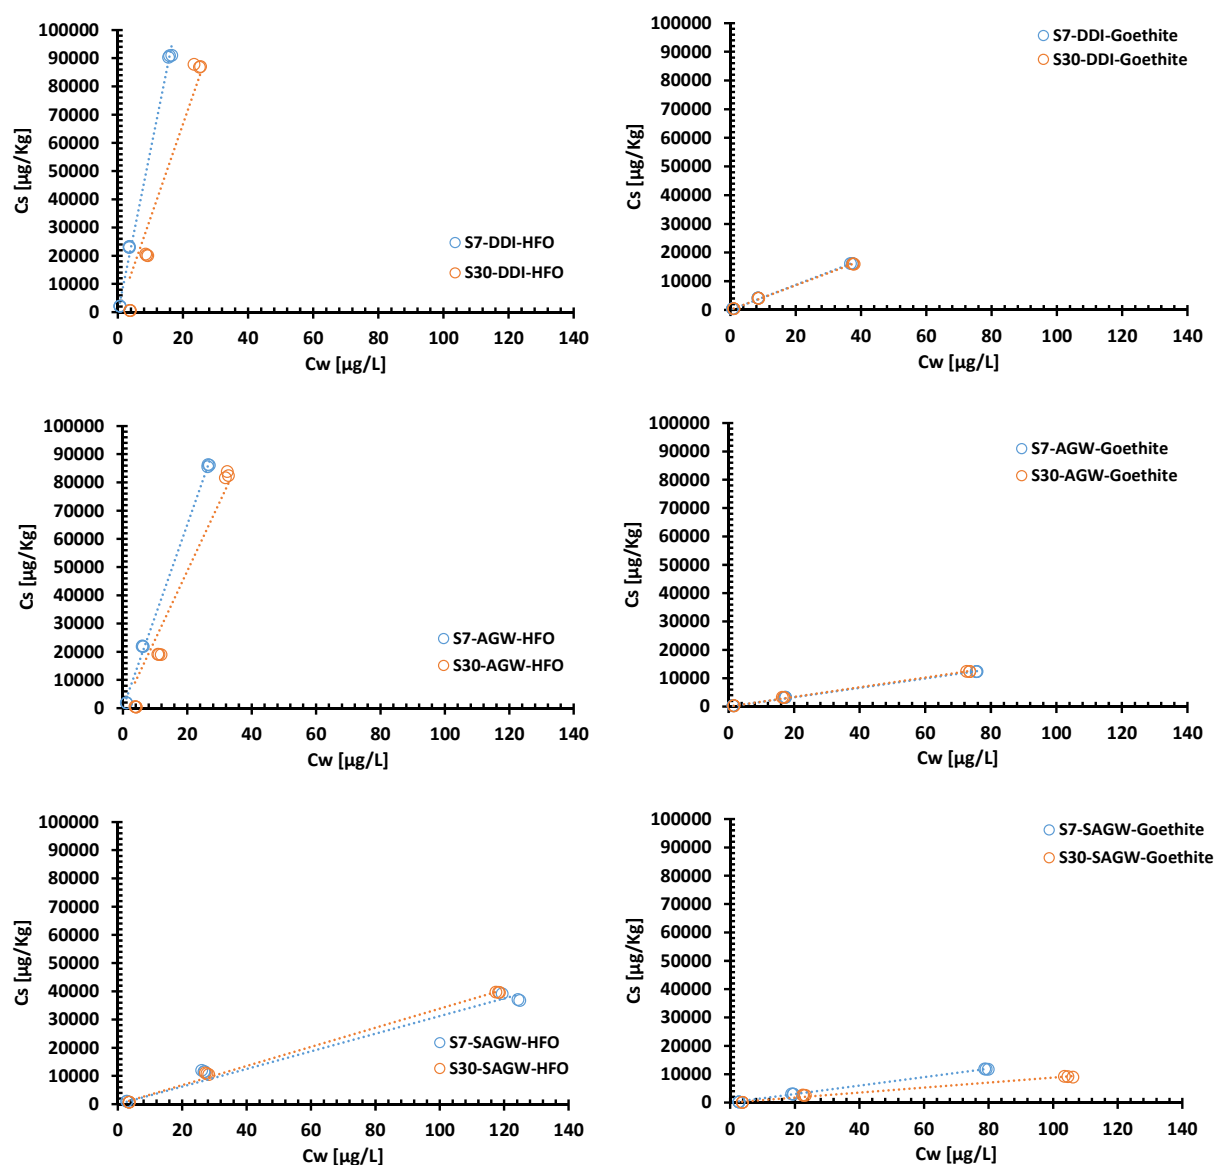 100000
90000
80000
70000
60000
50000
40000
30000
20000
10000
0
Cs [µg/Kg]
S7-DDI-HFO
S30-DDI-HFO
0 20 40 60 80 100 120 140
Cw [µg/L]
100000
90000
80000
70000
60000
50000
40000
30000
20000
10000
0
Cs [µg/Kg]
S7-DDI-Goethite
S30-DDI-Goethite
0 20 40 60 80 100 120 140
Cw [µg/L]
100000
90000
80000
70000
60000
50000
40000
30000
20000
10000
0
Cs [µg/Kg]
S7-AGW-HFO
S30-AGW-HFO
0 20 40 60 80 100 120 140
Cw [µg/L]
100000
90000
80000
70000
60000
50000
40000
30000
20000
10000
0
Cs [µg/Kg]
S7-AGW-Goethite
S30-AGW-Goethite
0 20 40 60 80 100 120 140
Cw [µg/L]
100000
90000
80000
70000
60000
50000
40000
30000
20000
10000
0
Cs [µg/Kg]
S7-SAGW-HFO
S30-SAGW-HFO
0 20 40 60 80 100 120 140
Cw [µg/L]
100000
90000
80000
70000
60000
50000
40000
30000
20000
10000
0
Cs [µg/Kg]
S7-SAGW-Goethite
S30-SAGW-Goethite
0 20 40 60 80 100 120 140
Cw [µg/L]